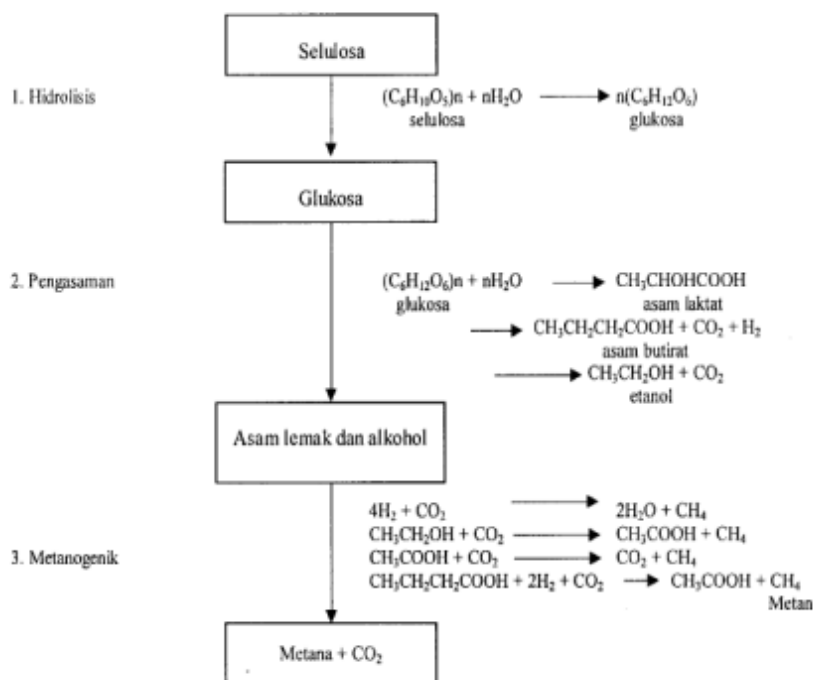 Selulosa
1. Hidrolisis
(C₆H₁₀O₅)n + nH₂O ⟶ n(C₆H₁₂O₆)
selulosa glukosa
Glukosa
2. Pengasaman
(C₆H₁₂O₆)n + nH₂O ⟶ CH₃CHOHCOOH
glukosa asam laktat
⟶ CH₃CH₂CH₂COOH + CO₂ + H₂
asam butirat
⟶ CH₃CH₂OH + CO₂
etanol
Asam lemak dan alkohol
3. Metanogenik
4H₂ + CO₂ ⟶ 2H₂O + CH₄
CH₃CH₂OH + CO₂ ⟶ CH₃COOH + CH₄
CH₃COOH + CO₂ ⟶ CO₂ + CH₄
CH₃CH₂CH₂COOH + 2H₂ + CO₂ ⟶ CH₃COOH + CH₄
Metan
Metana + CO₂